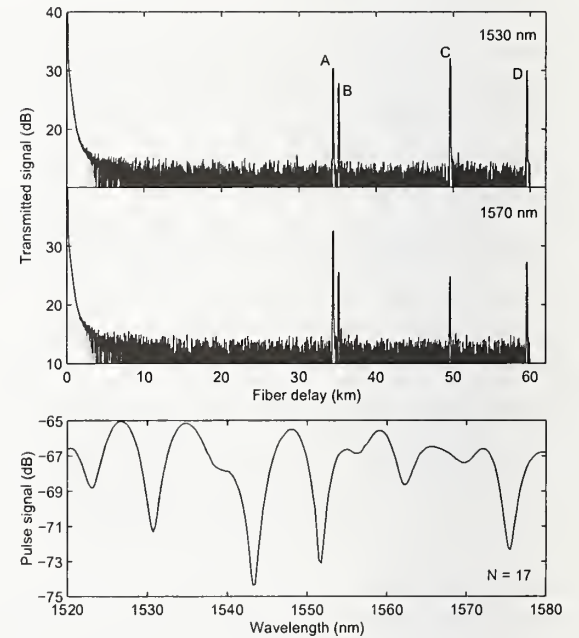 40
1530 nm
A
B
C
D
30
20
Transmitted signal (dB)
1570 nm
30
20
10
0 10 20 30 40 50 60
Fiber delay (km)
-65
-67
-69
-71
-73
-75
Pulse signal (dB)
N = 17
1520 1530 1540 1550 1560 1570 1580
Wavelength (nm)